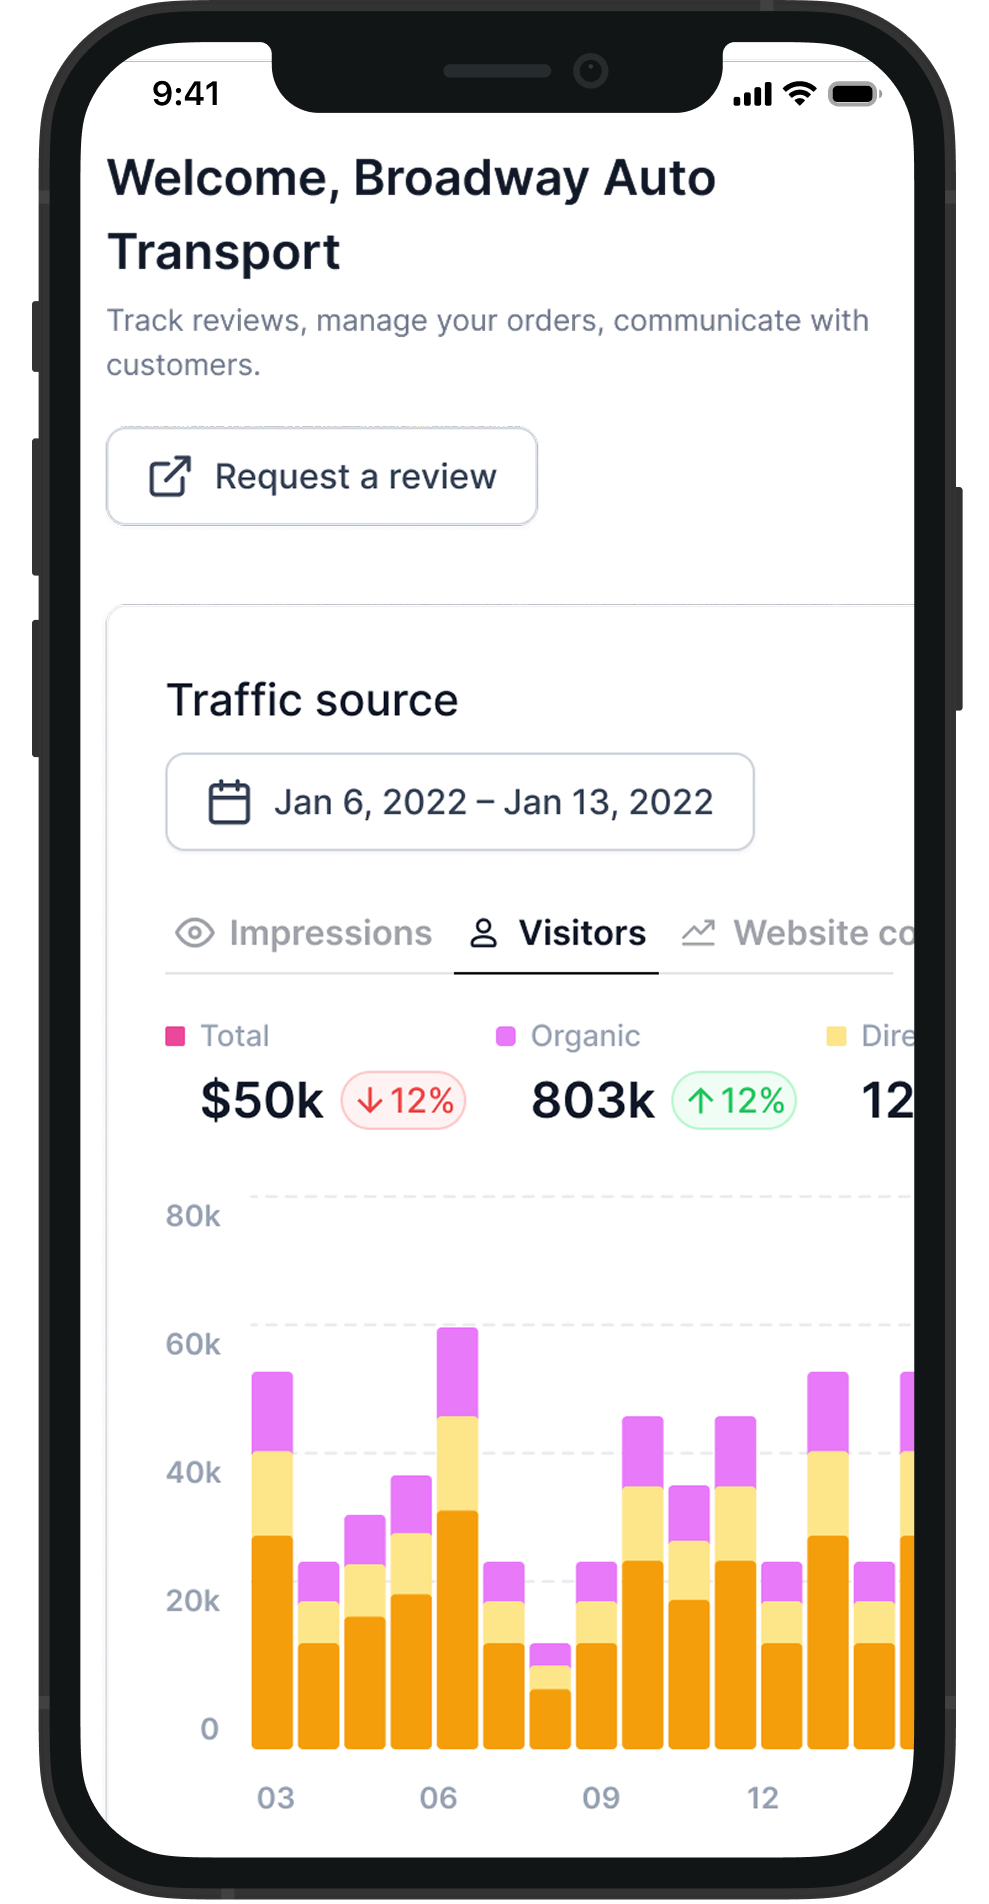 9:41
Welcome, Broadway Auto
Transport
Track reviews, manage your orders, communicate with
customers.
Request a review
Traffic source
Jan 6, 2022 – Jan 13, 2022
Impressions Visitors Website co
Total Organic Dire
$50k 12% 803k 12% 12
80k
60k
40k
20k
0
03 06 09 12